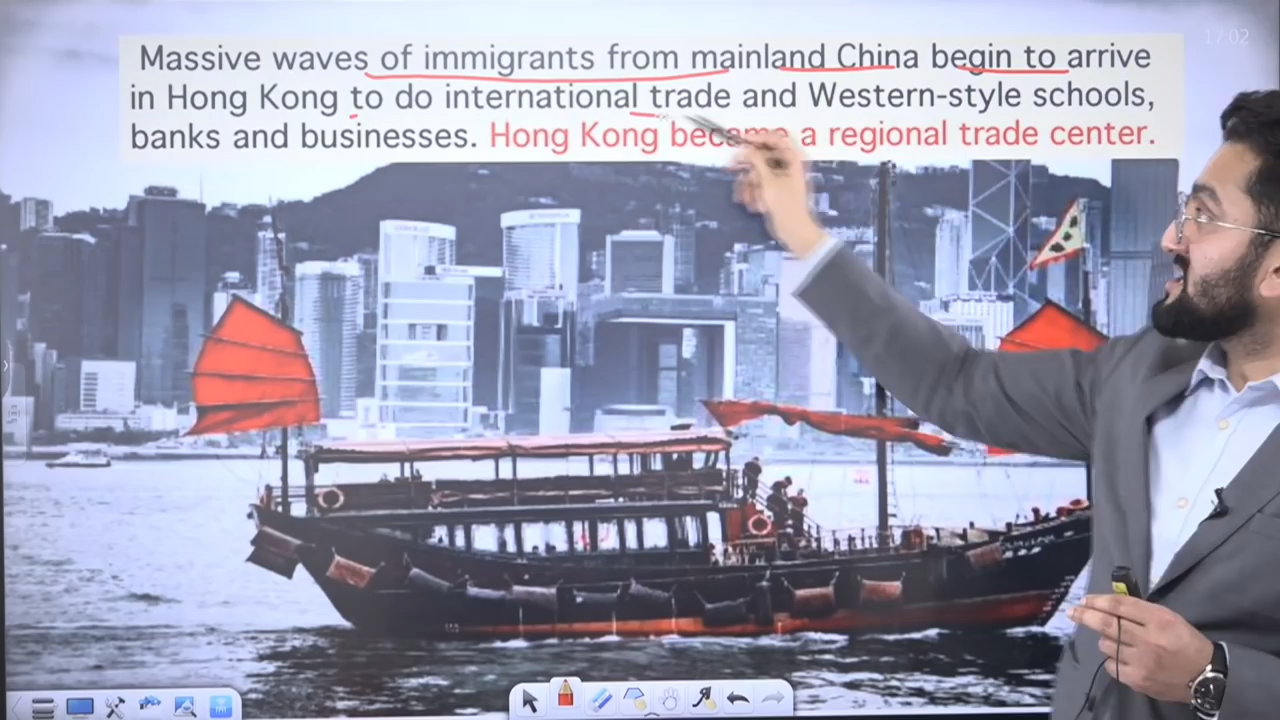 17:02
Massive waves of immigrants from mainland China begin to arrive
in Hong Kong to do international trade and Western-style schools,
banks and businesses. Hong Kong became a regional trade center.